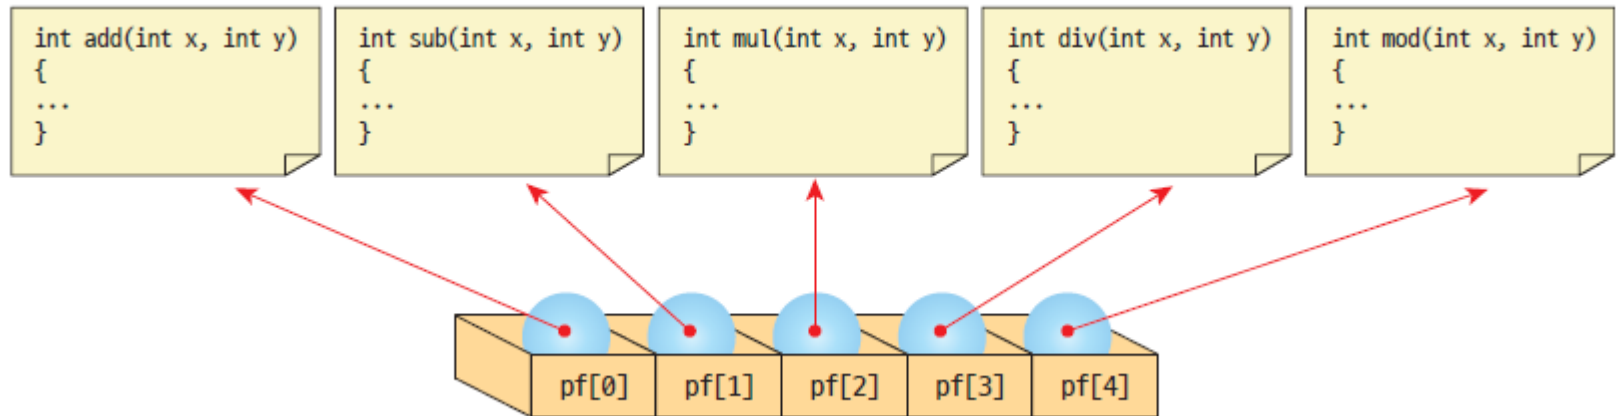 int add(int x, int y)
{
...
}
int sub(int x, int y)
{
...
}
int mul(int x, int y)
{
...
}
int div(int x, int y)
{
...
}
int mod(int x, int y)
{
...
}
pf[0] pf[1] pf[2] pf[3] pf[4]